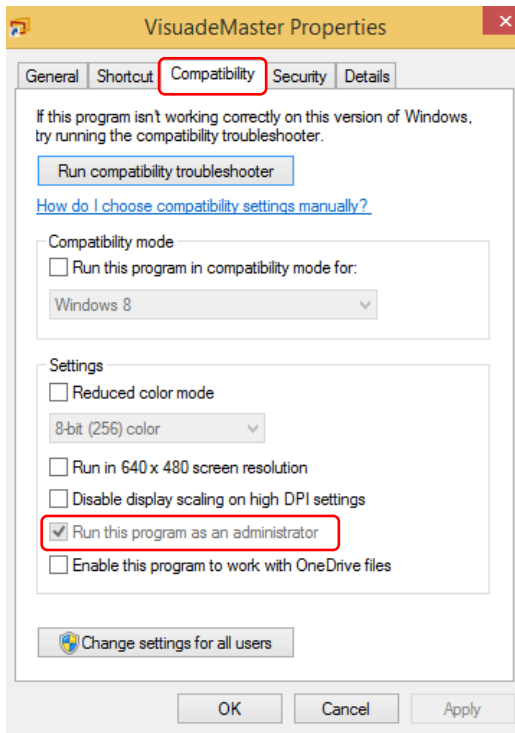 VisuadeMaster Properties
General Shortcut Compatibility Security Details
If this program isn't working correctly on this version of Windows,
try running the compatibility troubleshooter.
Run compatibility troubleshooter
How do I choose compatibility settings manually?
Compatibility mode
Run this program in compatibility mode for:
Windows 8
Settings
Reduced color mode
8-bit (256) color
Run in 640 x 480 screen resolution
Disable display scaling on high DPI settings
Run this program as an administrator
Enable this program to work with OneDrive files
Change settings for all users
OK Cancel Apply